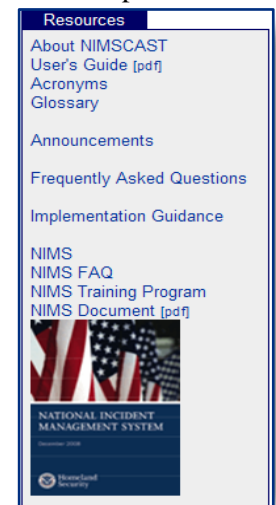 Resources
About NIMSCAST
User's Guide [pdf]
Acronyms
Glossary
Announcements
Frequently Asked Questions
Implementation Guidance
NIMS
NIMS FAQ
NIMS Training Program
NIMS Document [pdf]
NATIONAL INCIDENT
MANAGEMENT SYSTEM
December 2008
Homeland
Security